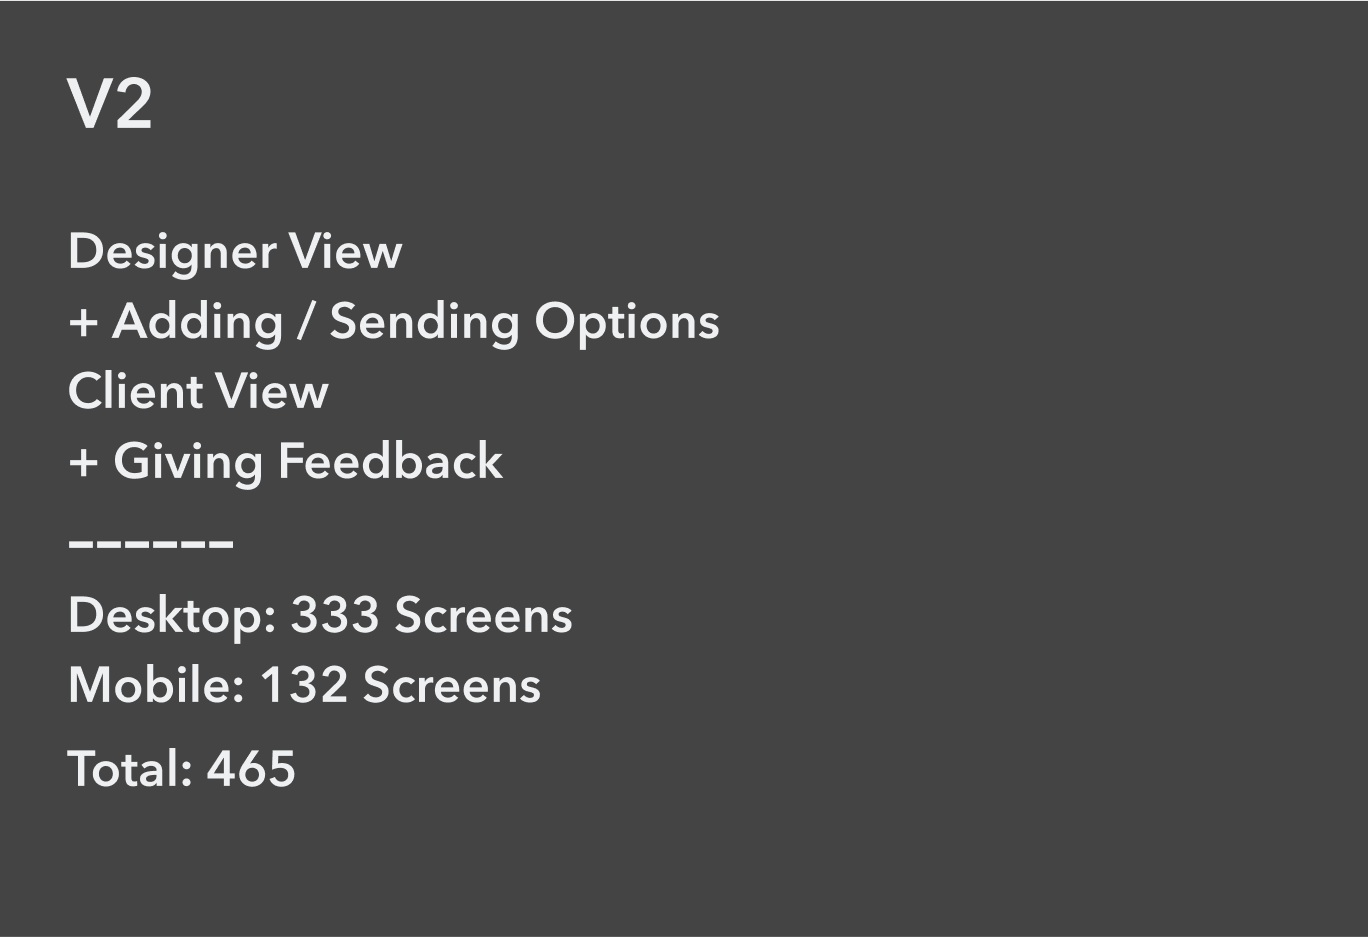 V2
Designer View
+ Adding / Sending Options
Client View
+ Giving Feedback
––––––
Desktop: 333 Screens
Mobile: 132 Screens
Total: 465